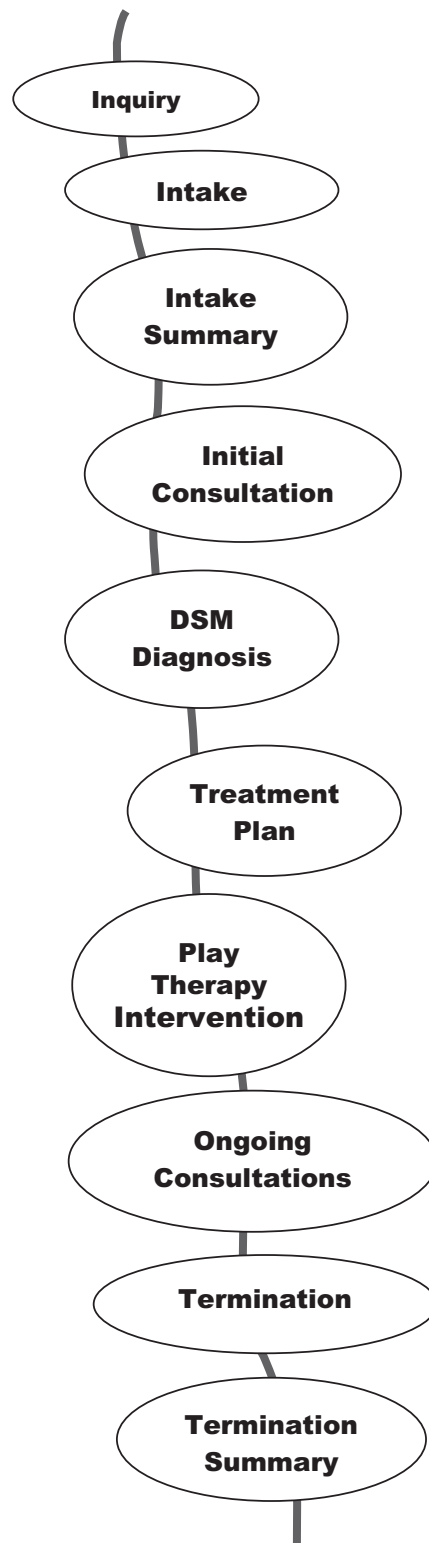 Inquiry
Intake
Intake
Summary
Initial
Consultation
DSM
Diagnosis
Treatment
Plan
Play
Therapy
Intervention
Ongoing
Consultations
Termination
Termination
Summary